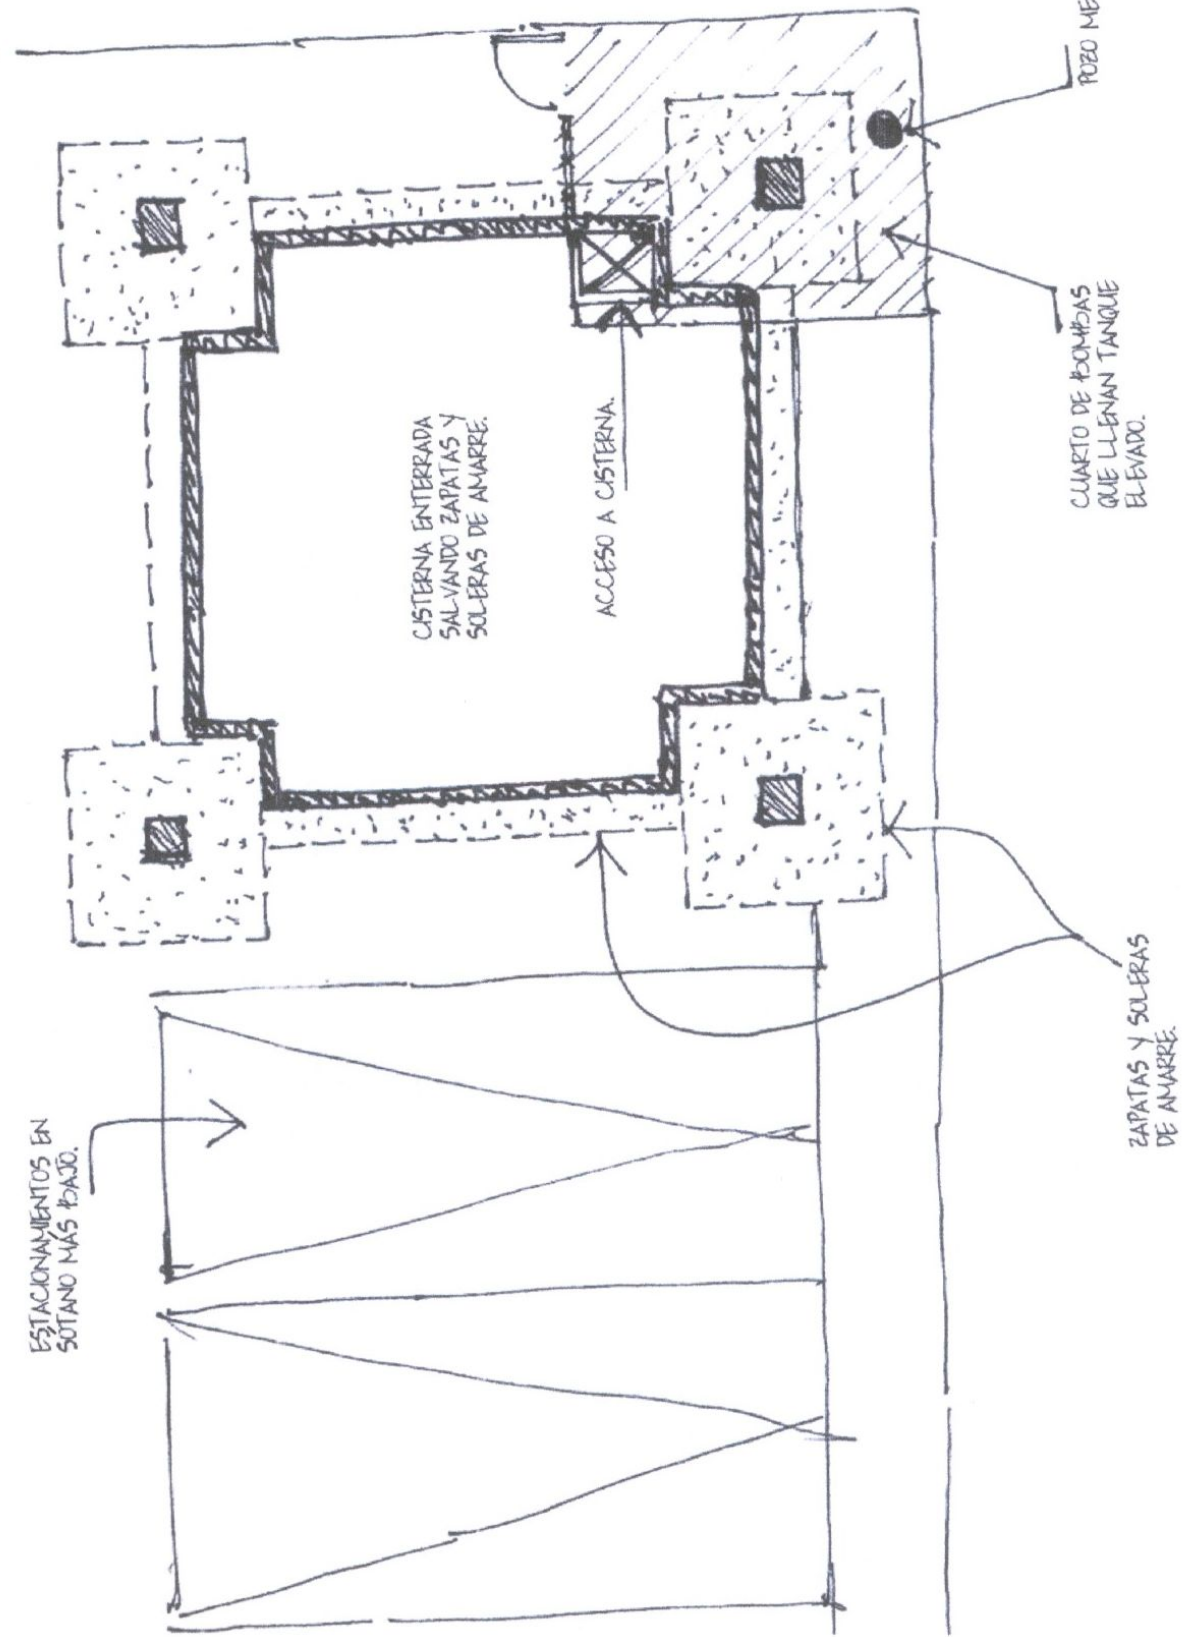 ESTACIONAMIENTOS EN
SÓTANO MÁS BAJO.
CISTERNA ENTERRADA
SALVANDO ZAPATAS Y
SOLERAS DE AMARRE.
ACCESO A CISTERNA.
ZAPATAS Y SOLERAS
DE AMARRE.
CUARTO DE BOMBAS
QUE LLENAN TANQUE
ELEVADO.
POZO ME